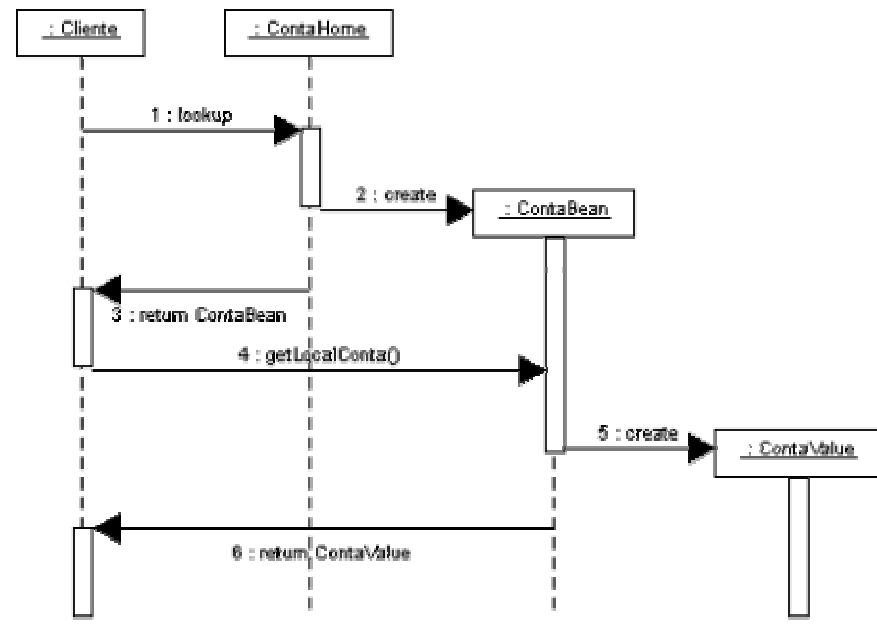 : Cliente
: ContaHome
1 : lookup
2 : create
: ContaBean
3 : return ContaBean
4 : getLocalConta()
5 : create
: ContaValue
6 : return ContaValue